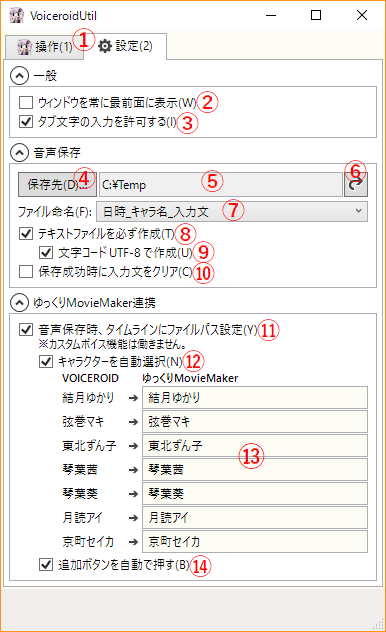 VoiceroidUtil
操作(1) ① 設定(2)
一般
ウィンドウを常に最前面に表示(W) ②
タブ文字の入力を許可する(I) ③
音声保存
保存先(D)... ④ C:¥Temp ⑤ ⑥
ファイル命名(F): 日時_キャラ名_入力文 ⑦
テキストファイルを必ず作成(T) ⑧
文字コード UTF-8 で作成(U) ⑨
保存成功時に入力文をクリア(C) ⑩
ゆっくりMovieMaker連携
音声保存時、タイムラインにファイルパス設定(Y) ⑪
※カスタムボイス機能は働きません。
キャラクターを自動選択(N) ⑫
VOICEROID ゆっくりMovieMaker
結月ゆかり ➔ 結月ゆかり
弦巻マキ ➔ 弦巻マキ
東北ずん子 ➔ 東北ずん子 ⑬
琴葉茜 ➔ 琴葉茜
琴葉葵 ➔ 琴葉葵
月読アイ ➔ 月読アイ
京町セイカ ➔ 京町セイカ
追加ボタンを自動で押す(B) ⑭